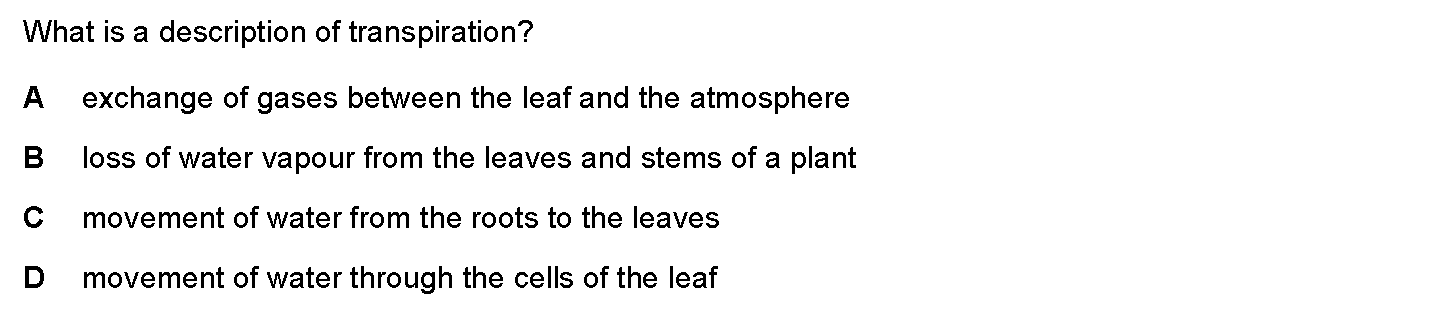 What is a description of transpiration?
A exchange of gases between the leaf and the atmosphere
B loss of water vapour from the leaves and stems of a plant
C movement of water from the roots to the leaves
D movement of water through the cells of the leaf